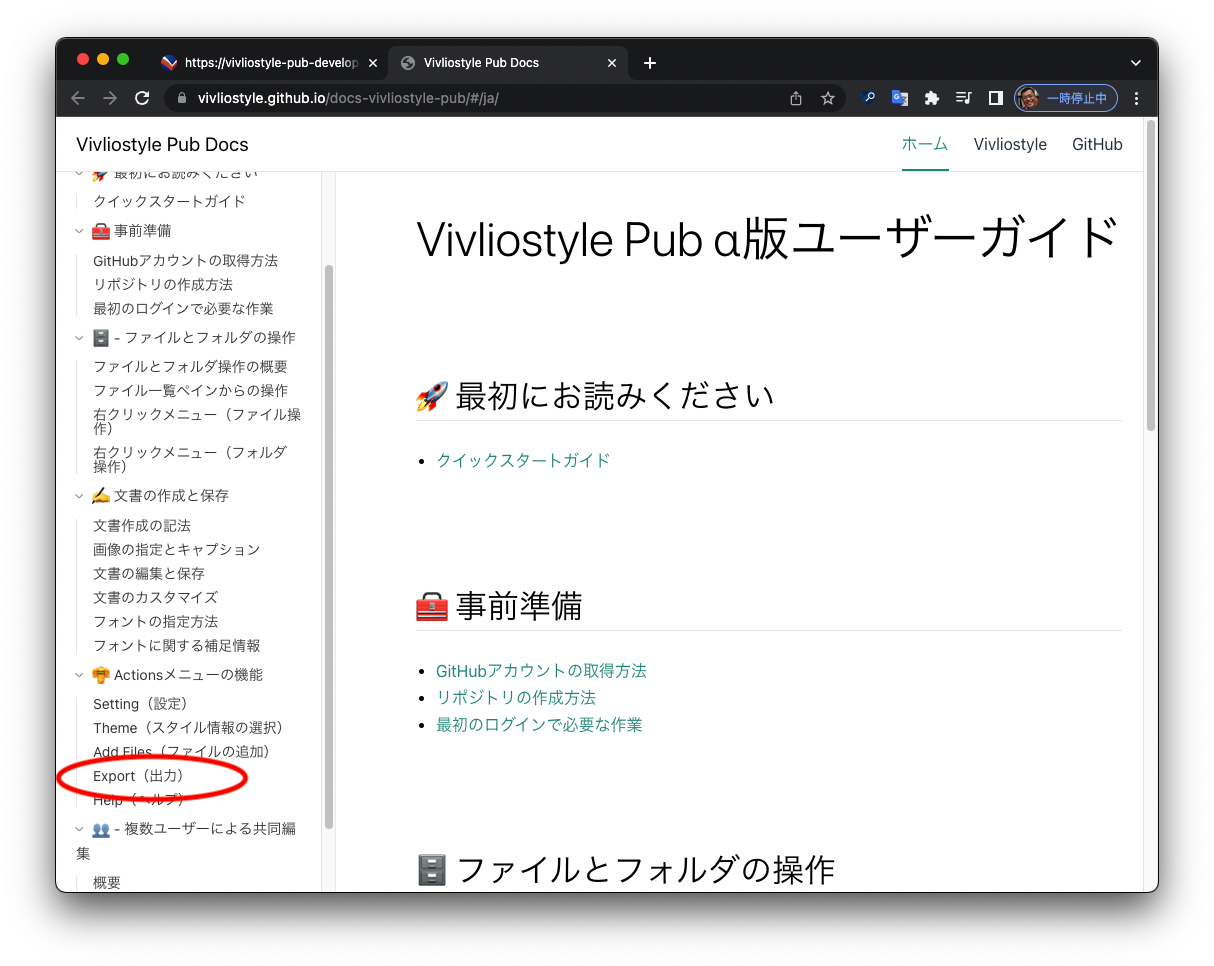 https://vivliostyle-pub-develop
Vivliostyle Pub Docs
vivliostyle.github.io/docs-vivliostyle-pub/#/ja/
一時停止中
Vivliostyle Pub Docs
ホーム
Vivliostyle
GitHub
🚀 最初にお読みください
クイックスタートガイド
🧰 事前準備
GitHubアカウントの取得方法
リポジトリの作成方法
最初のログインで必要な作業
🗄️ - ファイルとフォルダの操作
ファイルとフォルダ操作の概要
ファイル一覧ペインからの操作
右クリックメニュー（ファイル操
作）
右クリックメニュー（フォルダ
操作）
✍️ 文書の作成と保存
文書作成の記法
画像の指定とキャプション
文書の編集と保存
文書のカスタマイズ
フォントの指定方法
フォントに関する補足情報
Actionsメニューの機能
Setting（設定）
Theme（スタイル情報の選択）
Add Files（ファイルの追加）
Export（出力）
Help（ヘルプ）
👥 - 複数ユーザーによる共同編
集
概要
Vivliostyle Pub α版ユーザーガイド
🚀 最初にお読みください
• クイックスタートガイド
🧰 事前準備
• GitHubアカウントの取得方法
• リポジトリの作成方法
• 最初のログインで必要な作業
🗄️ ファイルとフォルダの操作